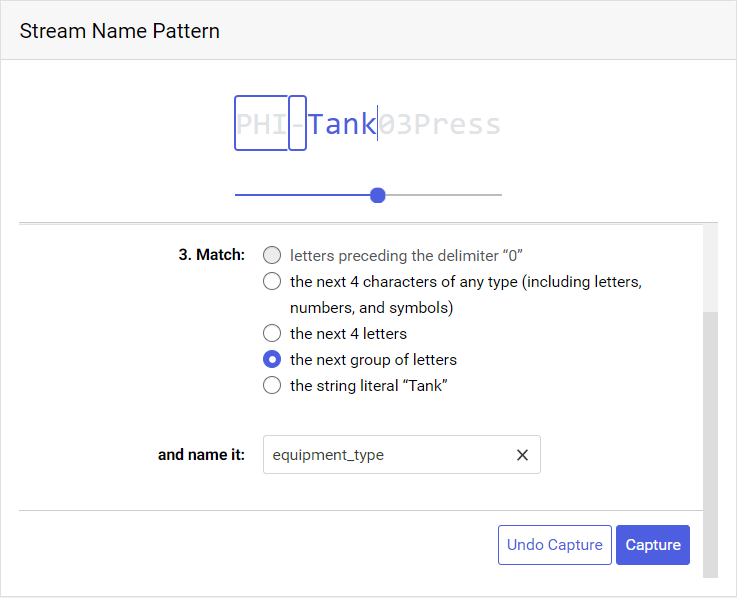 Stream Name Pattern
PHI-Tank03Press
3. Match:
letters preceding the delimiter “0”
the next 4 characters of any type (including letters,
numbers, and symbols)
the next 4 letters
the next group of letters
the string literal “Tank”
and name it: equipment_type
Undo Capture Capture